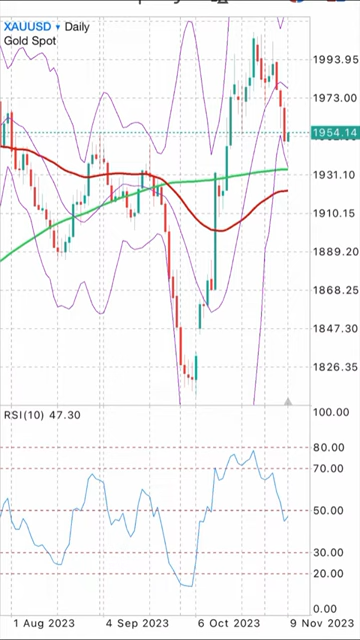 XAUUSD ▾ Daily
Gold Spot
1993.95
1973.00
1954.14
1931.10
1910.15
1889.20
1868.25
1847.30
1826.35
RSI(10) 47.30
100.00
80.00
70.00
50.00
30.00
20.00
0.00
1 Aug 2023
4 Sep 2023
6 Oct 2023
9 Nov 2023